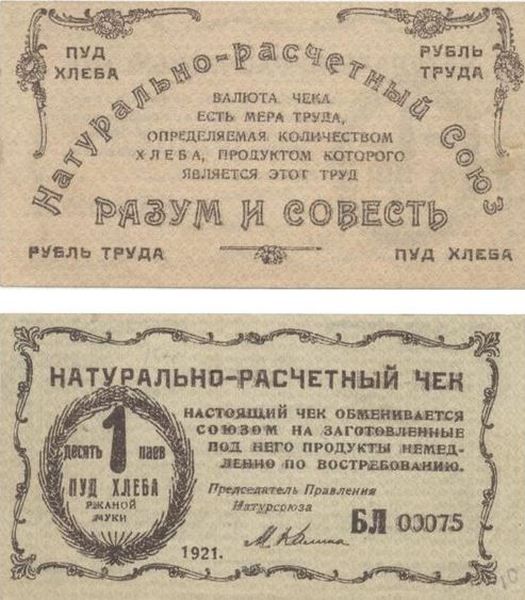 ПУД
ХЛЕБА
РУБЛЬ
ТРУДА
Натурально-расчетный Союз
ВАЛЮТА ЧЕКА
ЕСТЬ МЕРА ТРУДА,
ОПРЕДЕЛЯЕМАЯ КОЛИЧЕСТВОМ
ХЛЕБА, ПРОДУКТОМ КОТОРОГО
ЯВЛЯЕТСЯ ЭТОТ ТРУД
РАЗУМ И СОВЕСТЬ
РУБЛЬ ТРУДА
ПУД ХЛЕБА
НАТУРАЛЬНО-РАСЧЕТНЫЙ ЧЕК
1
десять паев
ПУД ХЛЕБА
РЖАНОЙ
МУКИ
НАСТОЯЩИЙ ЧЕК ОБМЕНИВАЕТСЯ
СОЮЗОМ НА ЗАГОТОВЛЕННЫЕ
ПОД НЕГО ПРОДУКТЫ НЕМЕД-
ЛЕННО ПО ВОСТРЕБОВАНИЮ.
Председатель Правления
Натурсоюза
БЛ 00075
1921.